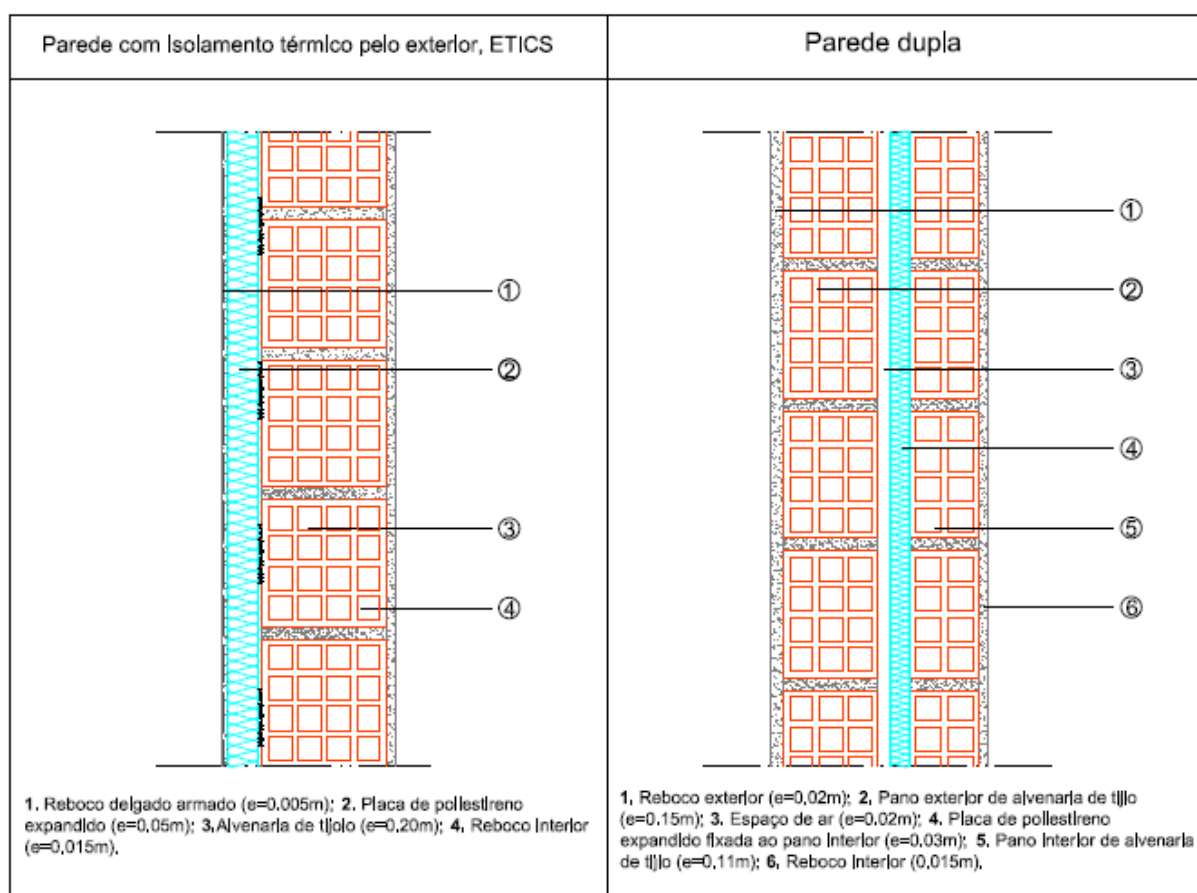 Parede com Isolamento térmico pelo exterior, ETICS
Parede dupla
①
②
③
④
1. Reboco delgado armado (e=0.005m); 2. Placa de poliestireno
expandido (e=0.05m); 3,Alvenaria de tijolo (e=0.20m); 4. Reboco Interior
(e=0.015m),
①
②
③
④
⑤
⑥
1, Reboco exterior (e=0,02m); 2, Pano exterior de alvenaria de tijlo
(e=0.15m); 3. Espaço de ar (e=0.02m); 4. Placa de poliestireno
expandido fixada ao pano Interior (e=0.03m); 5. Pano Interior de alvenaria
de tijlo (e=0,11m); 6, Reboco Interior (0,015m),